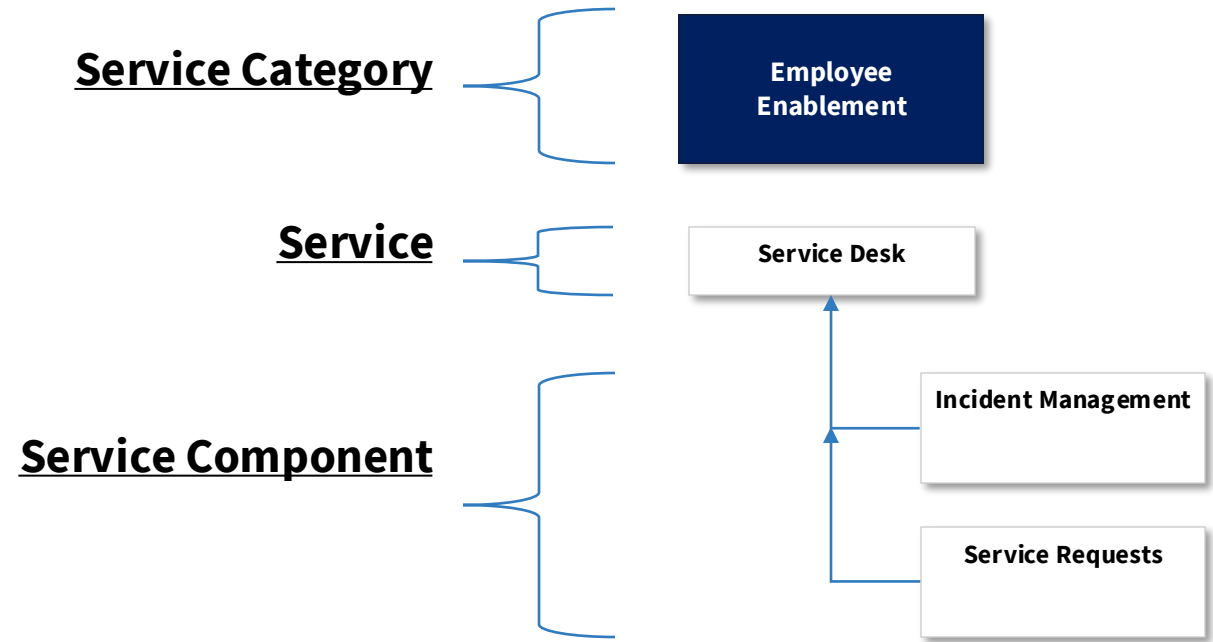 Service Category
Employee
Enablement
Service
Service Desk
Service Component
Incident Management
Service Requests